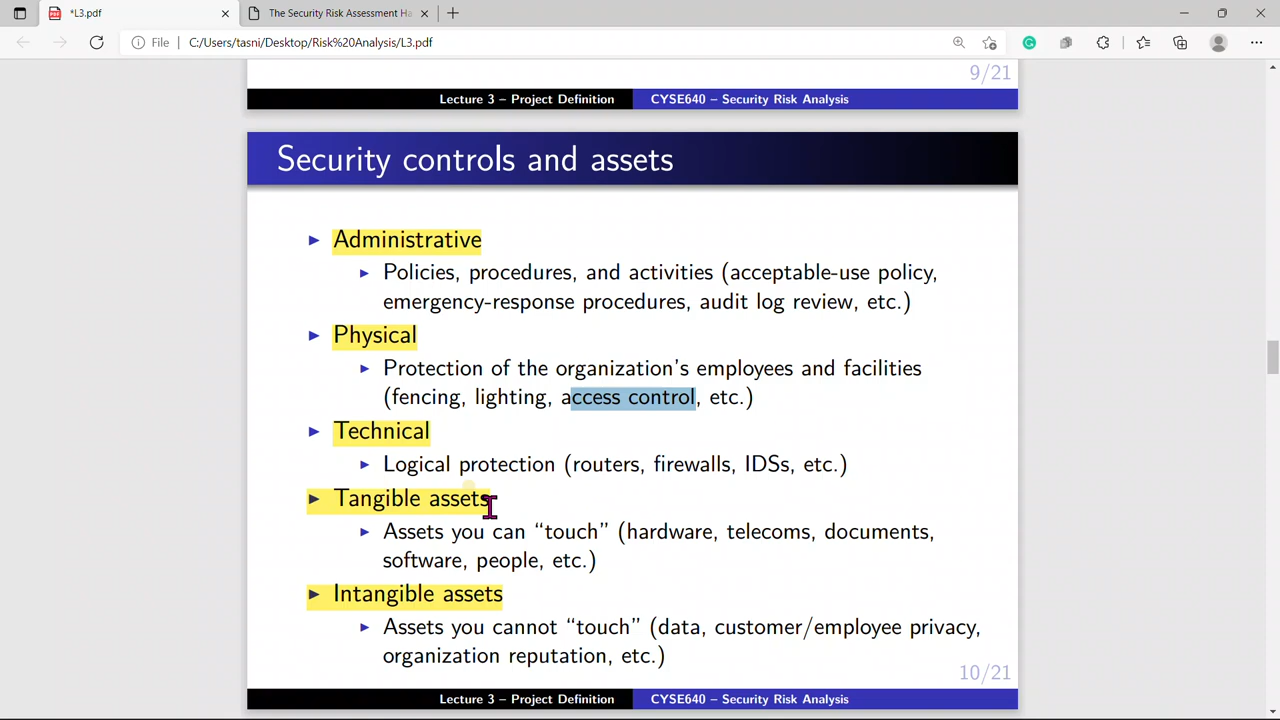 *L3.pdf
The Security Risk Assessment Ha
File
C:/Users/tasni/Desktop/Risk%20Analysis/L3.pdf
9/21
Lecture 3 – Project Definition CYSE640 – Security Risk Analysis
Security controls and assets
Administrative
Policies, procedures, and activities (acceptable-use policy,
emergency-response procedures, audit log review, etc.)
Physical
Protection of the organization's employees and facilities
(fencing, lighting, access control, etc.)
Technical
Logical protection (routers, firewalls, IDSs, etc.)
Tangible assets
Assets you can “touch” (hardware, telecoms, documents,
software, people, etc.)
Intangible assets
Assets you cannot “touch” (data, customer/employee privacy,
organization reputation, etc.)
10/21
Lecture 3 – Project Definition CYSE640 – Security Risk Analysis